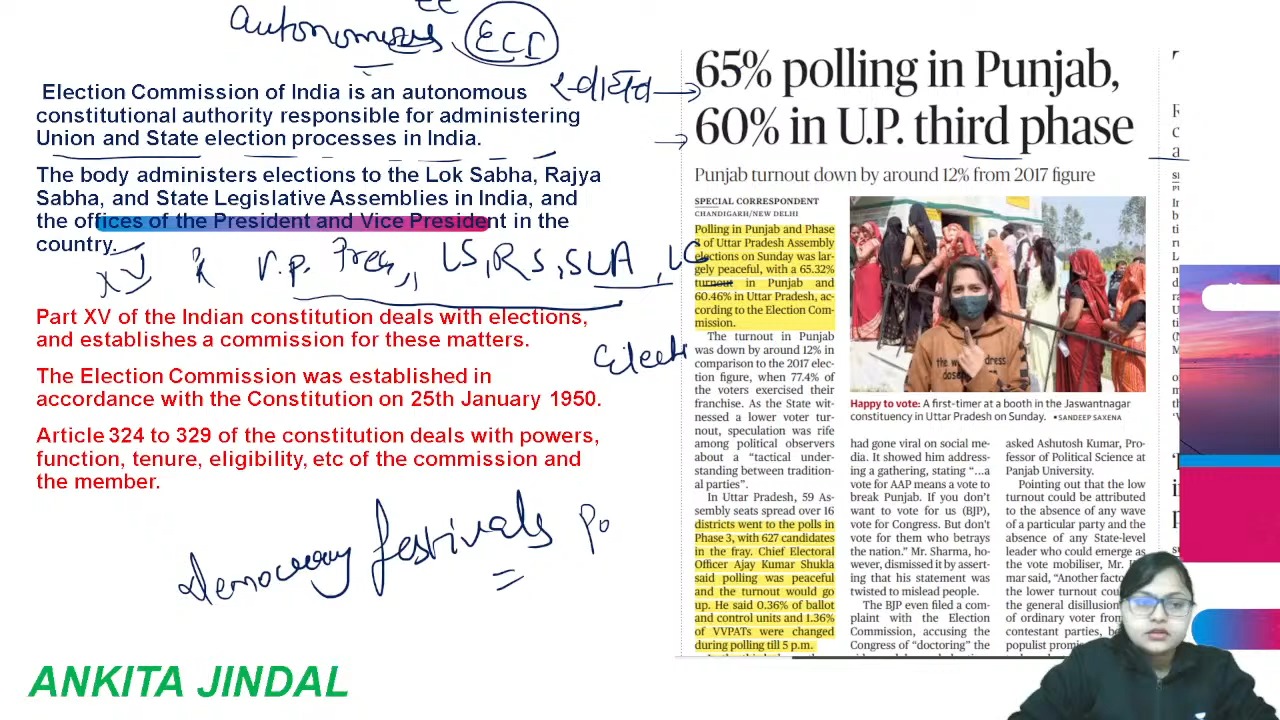 autonomous ECI
Election Commission of India is an autonomous
constitutional authority responsible for administering
Union and State election processes in India.
The body administers elections to the Lok Sabha, Rajya
Sabha, and State Legislative Assemblies in India, and
the offices of the President and Vice President in the
country.
V.P. LS, RS, SLA, LC
Part XV of the Indian constitution deals with elections,
and establishes a commission for these matters.
The Election Commission was established in
accordance with the Constitution on 25th January 1950.
Article 324 to 329 of the constitution deals with powers,
function, tenure, eligibility, etc of the commission and
the member.
festivals
ANKITA JINDAL
65% polling in Punjab,
60% in U.P. third phase
Punjab turnout down by around 12% from 2017 figure
SPECIAL CORRESPONDENT
CHANDIGARH/NEW DELHI
Polling in Punjab and Phase
3 of Uttar Pradesh Assembly
elections on Sunday was lar-
gely peaceful, with a 65.32%
turnout in Punjab and
60.46% in Uttar Pradesh, ac-
cording to the Election Com-
mission.
The turnout in Punjab
was down by around 12% in
comparison to the 2017 elec-
tion figure, when 77.4% of
the voters exercised their
franchise. As the State wit-
nessed a lower voter tur-
nout, speculation was rife
among political observers
about a “tactical under-
standing between tradition-
al parties”.
In Uttar Pradesh, 59 As-
sembly seats spread over 16
districts went to the polls in
Phase 3, with 627 candidates
in the fray. Chief Electoral
Officer Ajay Kumar Shukla
said polling was peaceful
and the turnout would go
up. He said 0.36% of ballot
and control units and 1.36%
of VVPATs were changed
during polling till 5 p.m.
Happy to vote: A first-timer at a booth in the Jaswantnagar
constituency in Uttar Pradesh on Sunday. • SANDEEP SAXENA
had gone viral on social me-
dia. It showed him address-
ing a gathering, stating “...a
vote for AAP means a vote to
break Punjab. If you don't
want to vote for us (BJP),
vote for Congress. But don't
vote for them who betrays
the nation.” Mr. Sharma, ho-
wever, dismissed it by assert-
ing that his statement was
twisted to mislead people.
The BJP even filed a com-
plaint with the Election
Commission, accusing the
Congress of “doctoring” the
asked Ashutosh Kumar, Pro-
fessor of Political Science at
Panjab University.
Pointing out that the low
turnout could be attributed
to the absence of any wave
of a particular party and the
absence of any State-level
leader who could emerge as
the vote mobiliser, Mr.
mar said, “Another
the lower turnout
the general
of ordinary voter
contestant parties,
populist